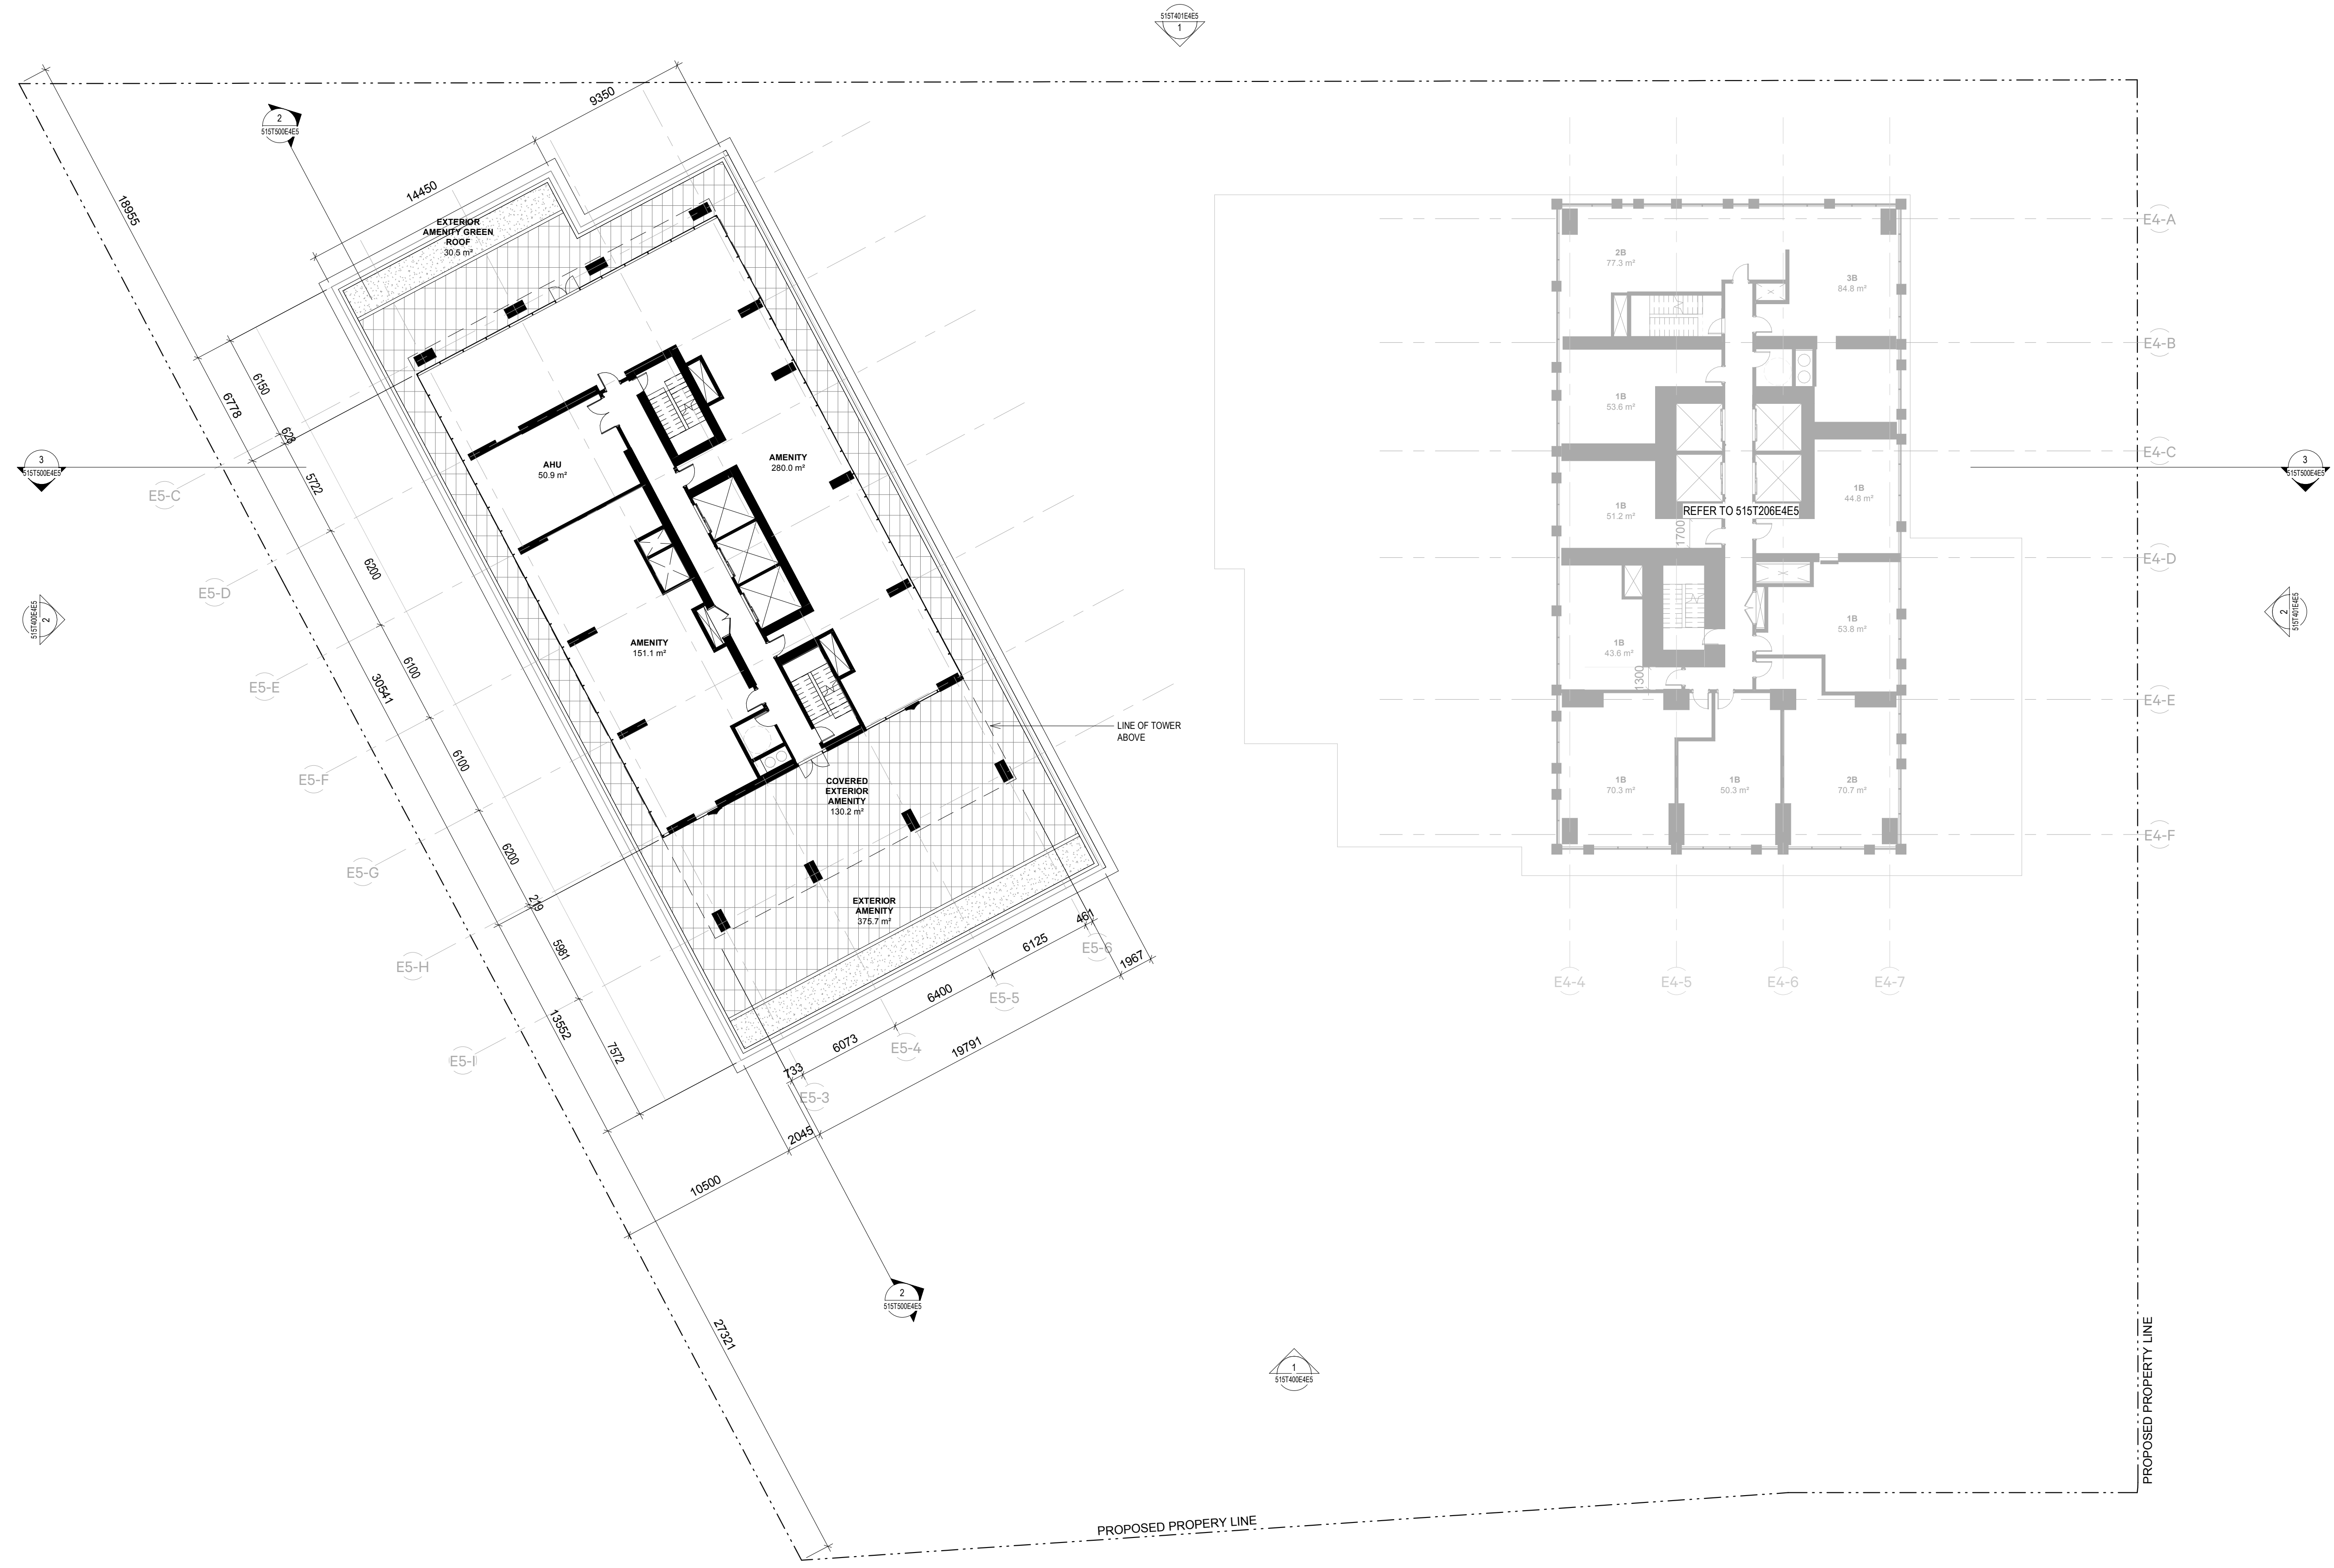 515T401E4E5
1
2
515T500E4E5
9350
14450
18955
EXTERIOR
AMENITY GREEN
ROOF
30.5 m²
6150
6778
628
5722
3
515T500E4E5
E5-C
E5-D
E5-E
E5-F
E5-G
E5-H
E5-I
2
515T400E4E5
6200
6100
30541
6100
6200
219
5981
13552
7572
AHU
50.9 m²
AMENITY
280.0 m²
AMENITY
151.1 m²
LINE OF TOWER
ABOVE
COVERED
EXTERIOR
AMENITY
130.2 m²
EXTERIOR
AMENITY
375.7 m²
461
6125
1967
6400
6073
19791
733
2045
10500
27321
E5-6
E5-5
E5-4
E5-3
2
515T500E4E5
1
515T400E4E5
E4-A
E4-B
E4-C
E4-D
E4-E
E4-F
2B
77.3 m²
3B
84.8 m²
1B
53.6 m²
1B
44.8 m²
1B
51.2 m²
REFER TO 515T206E4E5
1700
1B
53.8 m²
1B
43.6 m²
1300
1B
70.3 m²
1B
50.3 m²
2B
70.7 m²
E4-4
E4-5
E4-6
E4-7
3
515T500E4E5
2
515T401E4E5
PROPOSED PROPERTY LINE
PROPOSED PROPERY LINE